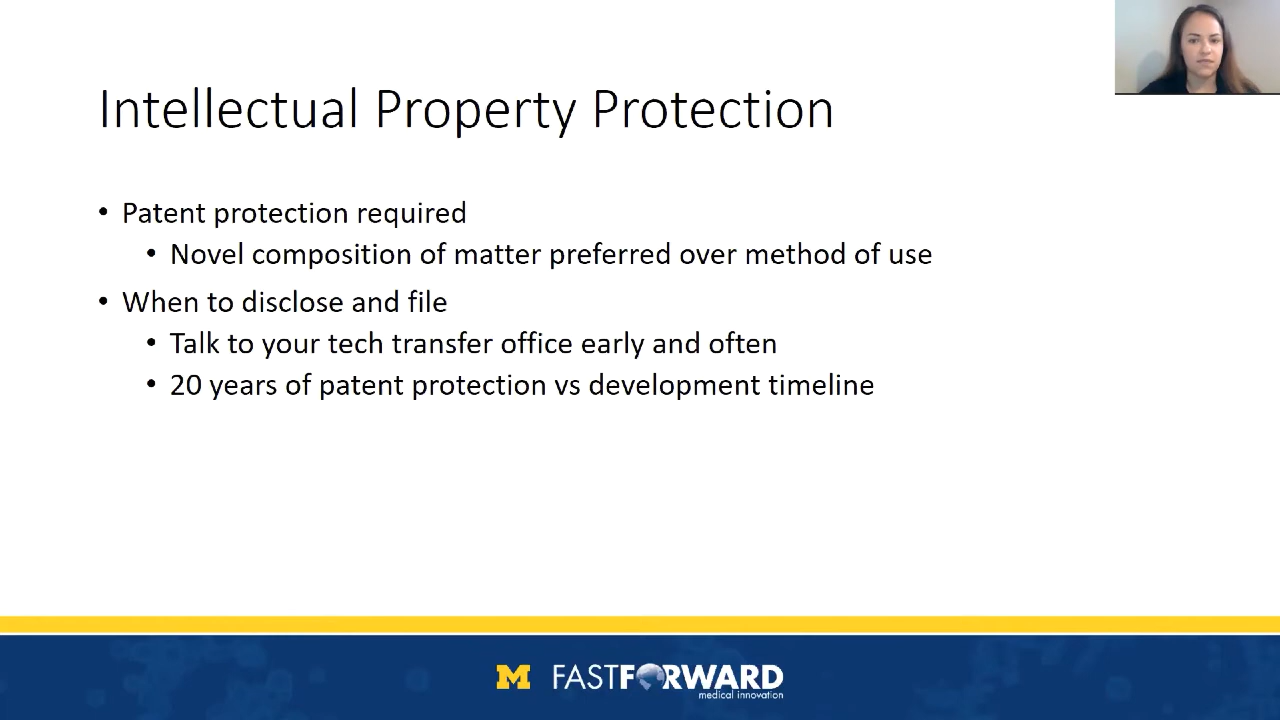 Intellectual Property Protection
• Patent protection required
• Novel composition of matter preferred over method of use
• When to disclose and file
• Talk to your tech transfer office early and often
• 20 years of patent protection vs development timeline
M FASTFORWARD
medical innovation